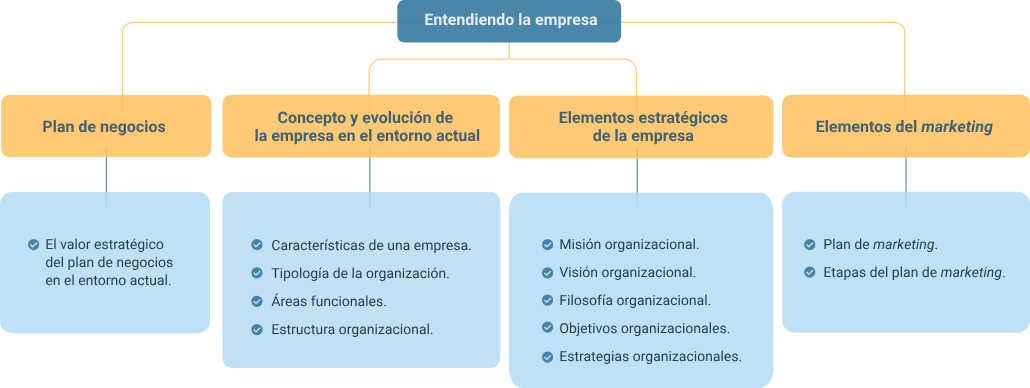 Entendiendo la empresa
Plan de negocios
El valor estratégico
del plan de negocios
en el entorno actual.
Concepto y evolución de
la empresa en el entorno actual
Características de una empresa.
Tipología de la organización.
Áreas funcionales.
Estructura organizacional.
Elementos estratégicos
de la empresa
Misión organizacional.
Visión organizacional.
Filosofía organizacional.
Objetivos organizacionales.
Estrategias organizacionales.
Elementos del marketing
Plan de marketing.
Etapas del plan de marketing.